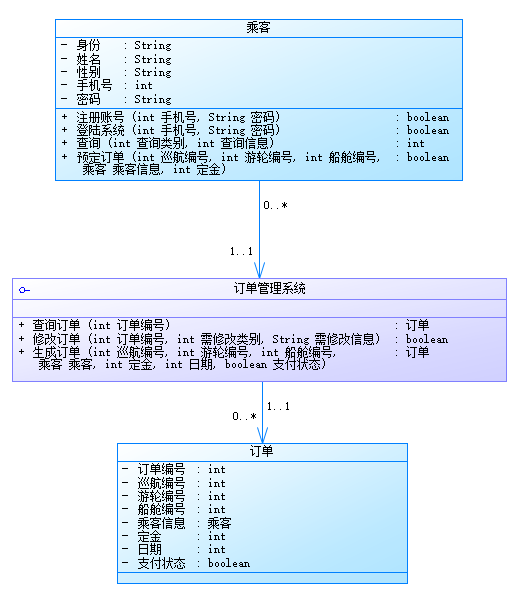 乘客
- 身份 : String
- 姓名 : String
- 性别 : String
- 手机号 : int
- 密码 : String
+ 注册账号 (int 手机号, String 密码) : boolean
+ 登陆系统 (int 手机号, String 密码) : boolean
+ 查询 (int 查询类别, int 查询信息) : int
+ 预定订单 (int 巡航编号, int 游轮编号, int 船舱编号, : boolean
乘客 乘客信息, int 定金)
0..*
1..1
订单管理系统
+ 查询订单 (int 订单编号) : 订单
+ 修改订单 (int 订单编号, int 需修改类别, String 需修改信息) : boolean
+ 生成订单 (int 巡航编号, int 游轮编号, int 船舱编号, : 订单
乘客 乘客, int 定金, int 日期, boolean 支付状态)
1..1
0..*
订单
- 订单编号 : int
- 巡航编号 : int
- 游轮编号 : int
- 船舱编号 : int
- 乘客信息 : 乘客
- 定金 : int
- 日期 : int
- 支付状态 : boolean